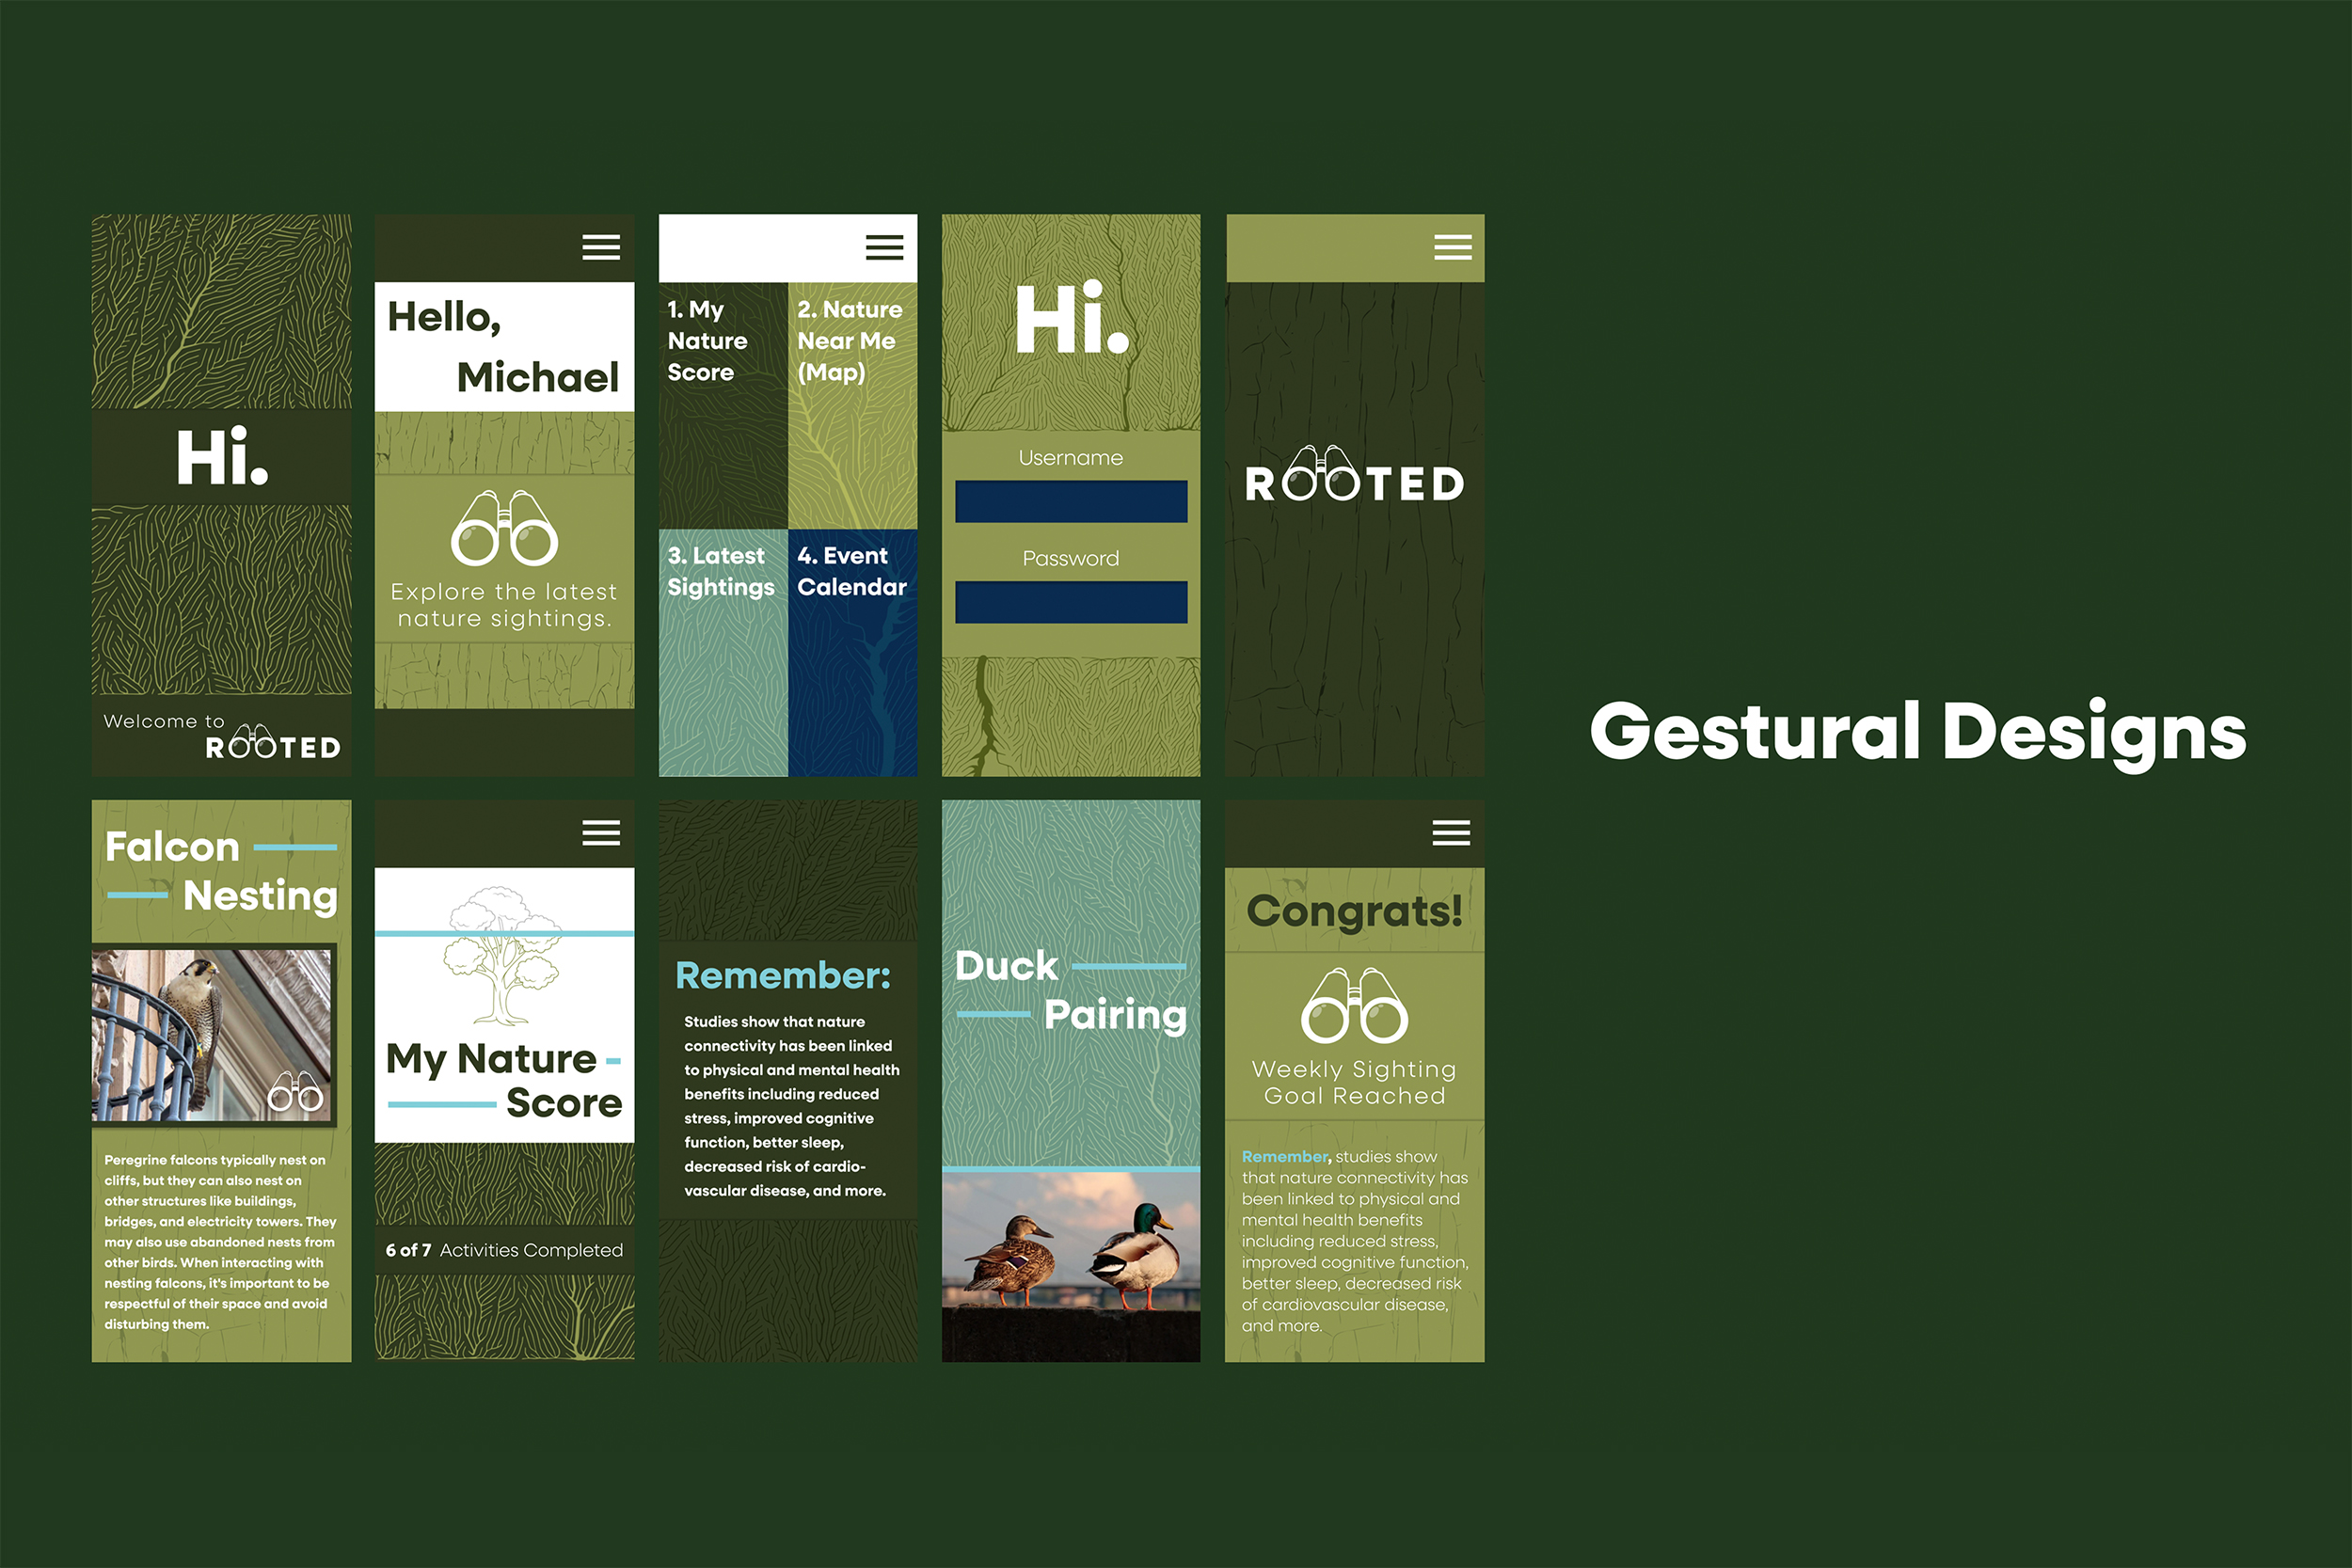 Hi.
Welcome to
ROOTED
Hello,
Michael
Explore the latest
nature sightings.
1. My
Nature
Score
2. Nature
Near Me
(Map)
3. Latest
Sightings
4. Event
Calendar
Hi.
Username
Password
ROOTED
Gestural Designs
Falcon
Nesting
Peregrine falcons typically nest on
cliffs, but they can also nest on
other structures like buildings,
bridges, and electricity towers. They
may also use abandoned nests from
other birds. When interacting with
nesting falcons, it's important to be
respectful of their space and avoid
disturbing them.
My Nature -
Score
6 of 7 Activities Completed
Remember:
Studies show that nature
connectivity has been linked
to physical and mental health
benefits including reduced
stress, improved cognitive
function, better sleep,
decreased risk of cardio-
vascular disease, and more.
Duck
Pairing
Congrats!
Weekly Sighting
Goal Reached
Remember, studies show
that nature connectivity has
been linked to physical and
mental health benefits
including reduced stress,
improved cognitive function,
better sleep, decreased risk
of cardiovascular disease,
and more.